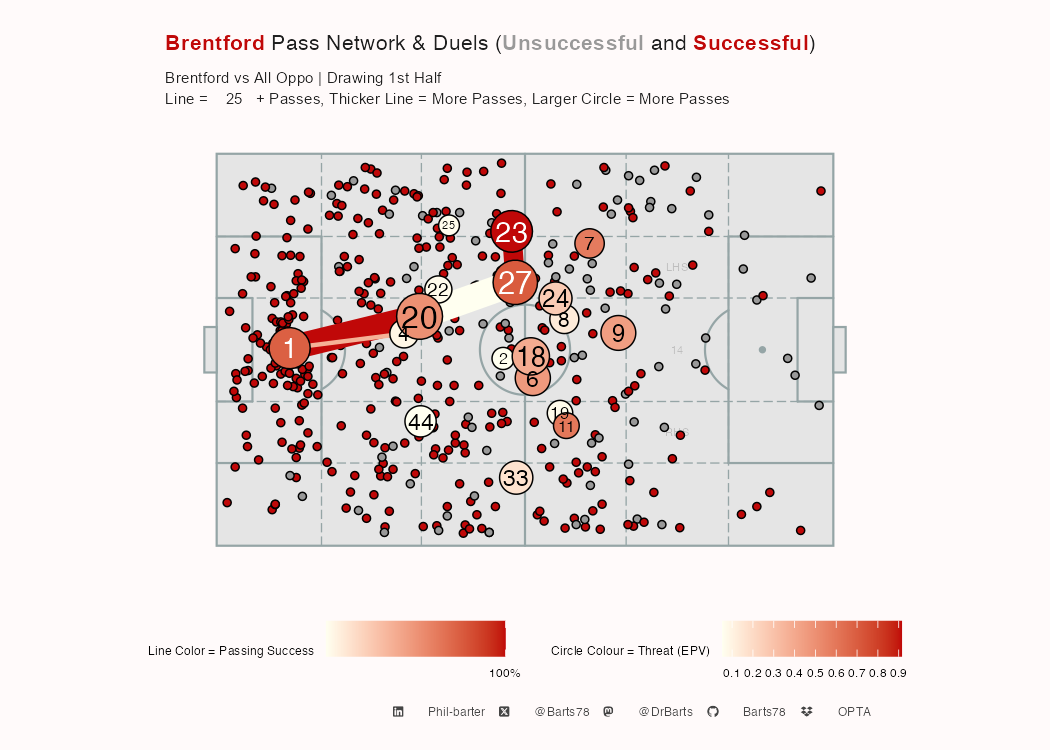 Brentford Pass Network & Duels (Unsuccessful and Successful)
Brentford vs All Oppo | Drawing 1st Half
Line = 25 + Passes, Thicker Line = More Passes, Larger Circle = More Passes
25
23
7
LHS
27
22
24
20
8
4
9
1
18
2
14
6
19
44
11
33
Line Color = Passing Success
100%
Circle Colour = Threat (EPV)
0.1 0.2 0.3 0.4 0.5 0.6 0.7 0.8 0.9
Phil-barter @Barts78 @DrBarts Barts78 OPTA